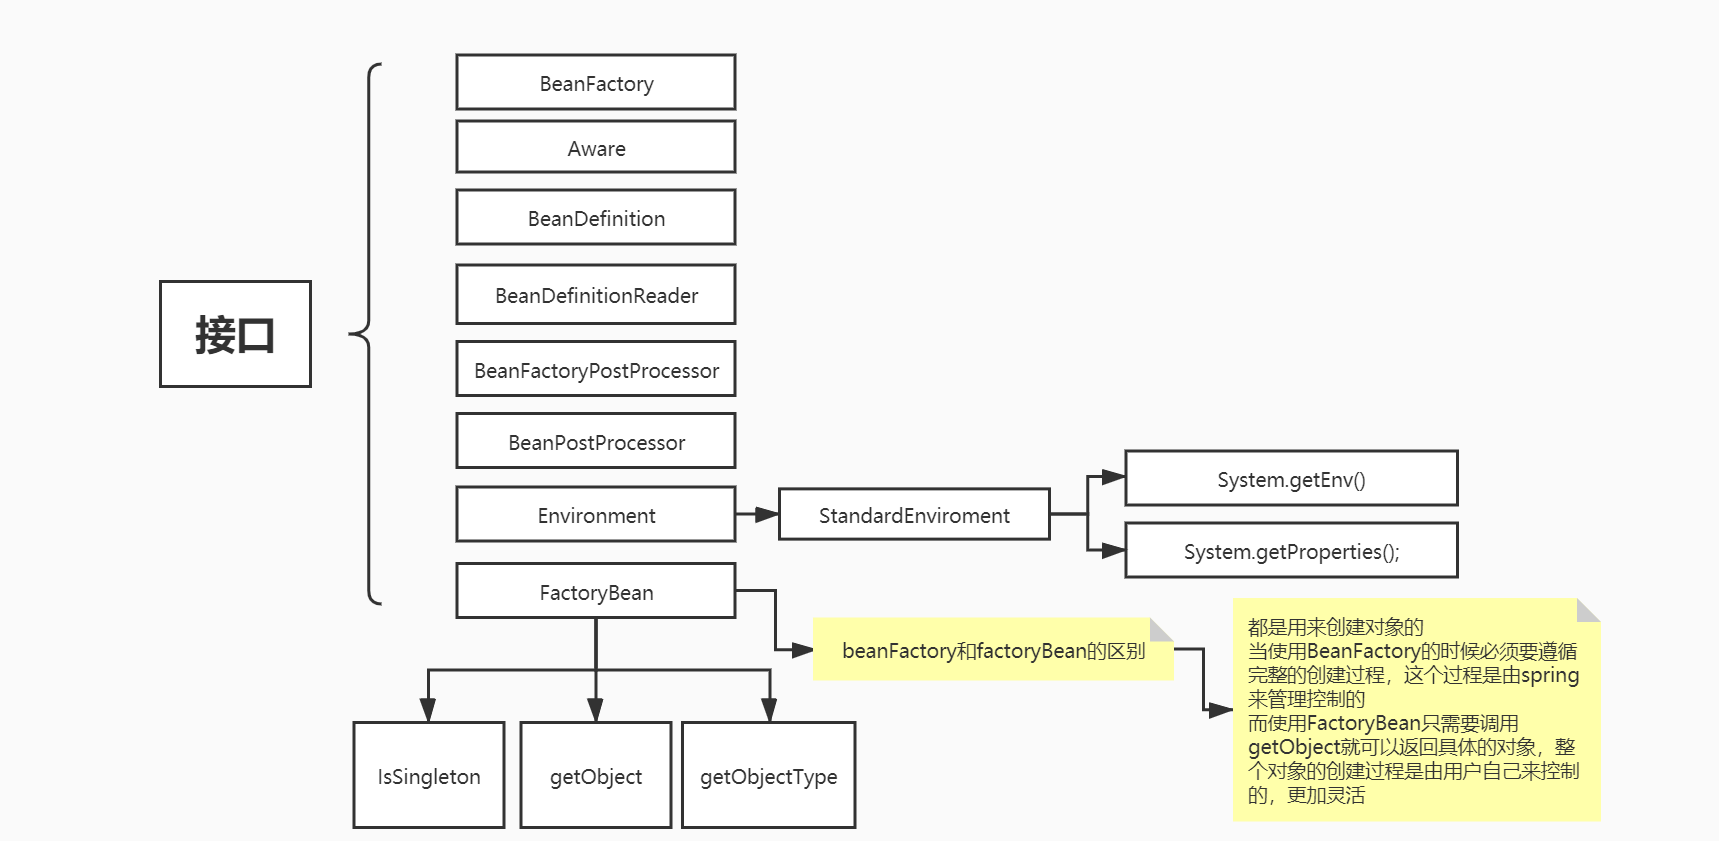 接口
BeanFactory
Aware
BeanDefinition
BeanDefinitionReader
BeanFactoryPostProcessor
BeanPostProcessor
Environment
StandardEnviroment
System.getEnv()
System.getProperties();
FactoryBean
beanFactory和factoryBean的区别
都是用来创建对象的
当使用BeanFactory的时候必须要遵循
完整的创建过程，这个过程是由spring
来管理控制的
而使用FactoryBean只需要调用
getObject就可以返回具体的对象，整
个对象的创建过程是由用户自己来控制
的，更加灵活
IsSingleton
getObject
getObjectType